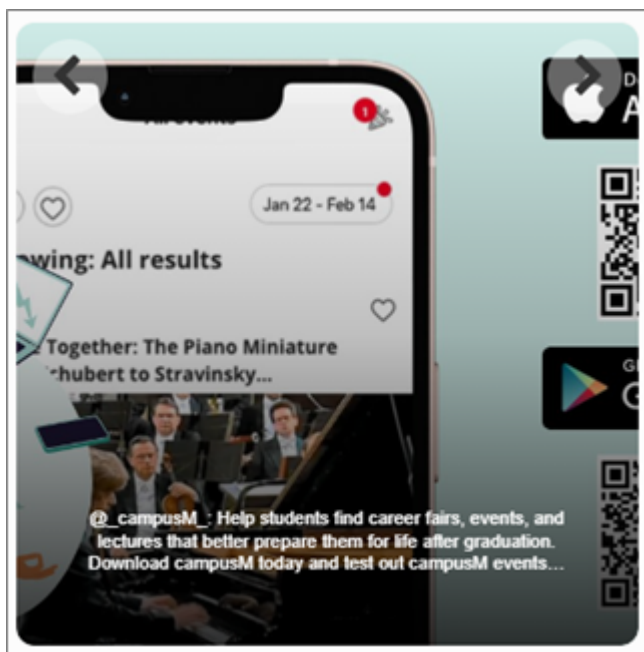 1
Jan 22 - Feb 14
wing: All results
Together: The Piano Miniature
chubert to Stravinsky...
@_campusM_: Help students find career fairs, events, and
lectures that better prepare them for life after graduation.
Download campusM today and test out campusM events...